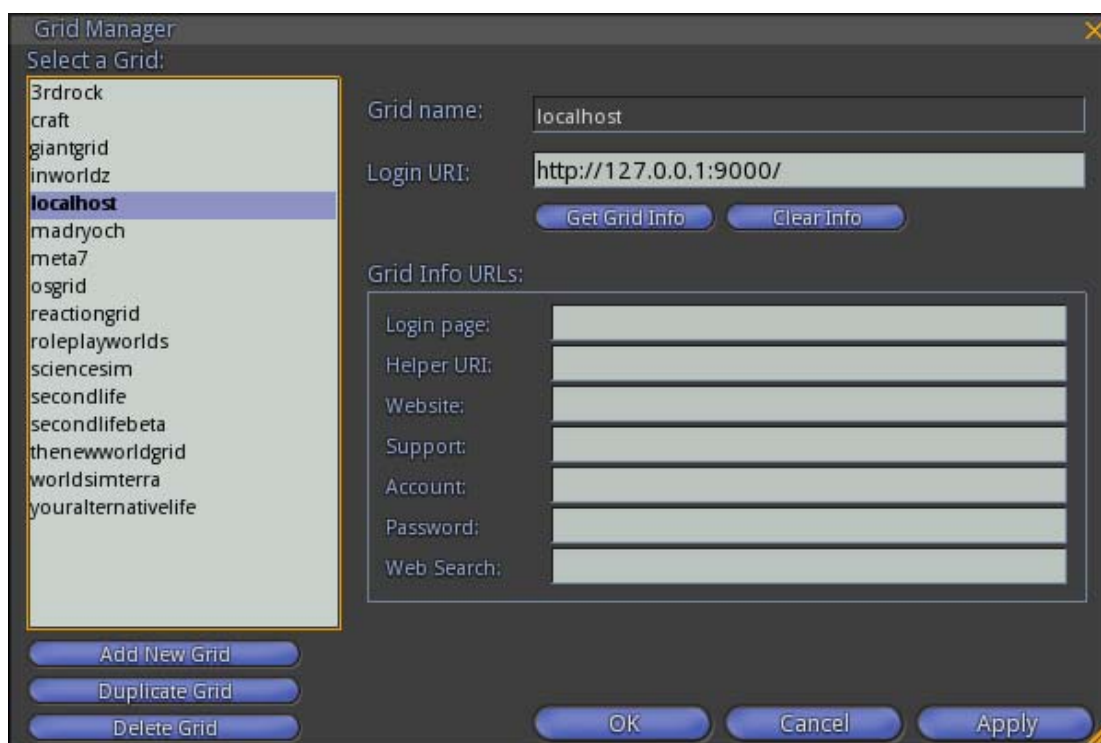 Grid Manager
Select a Grid:
3rdrock
craft
giantgrid
inworldz
localhost
madryoch
meta7
osgrid
reactiongrid
roleplayworlds
sciencesim
secondlife
secondlifebeta
thenewworldgrid
worldsimterra
youralternativelife
Add New Grid
Duplicate Grid
Delete Grid
Grid name:
localhost
Login URI:
http://127.0.0.1:9000/
Get Grid Info
Clear Info
Grid Info URLs:
Login page:
Helper URI:
Website:
Support:
Account:
Password:
Web Search:
OK
Cancel
Apply